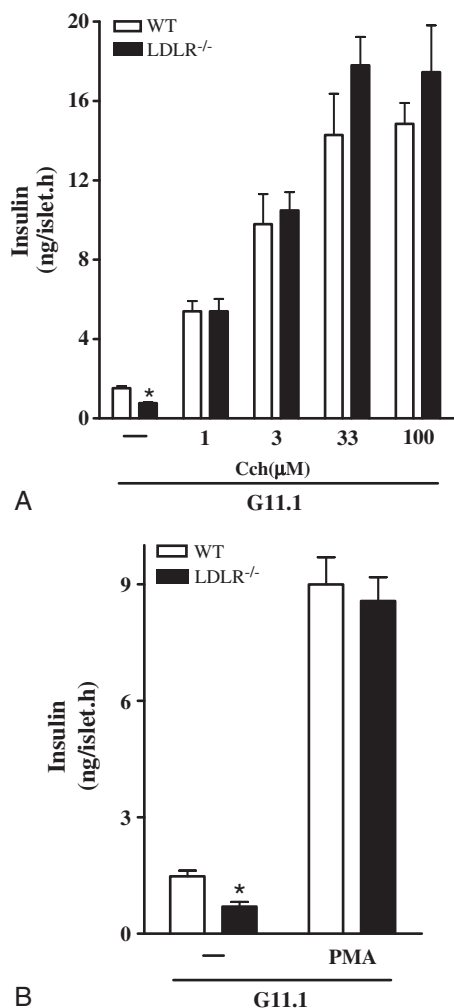 WT
LDLR-/-
20
16
12
8
4
0
Insulin
(ng/islet.h)
*
— 1 3 33 100
Cch(μM)
G11.1
A
WT
LDLR-/-
9
6
3
0
Insulin
(ng/islet.h)
*
— PMA
G11.1
B